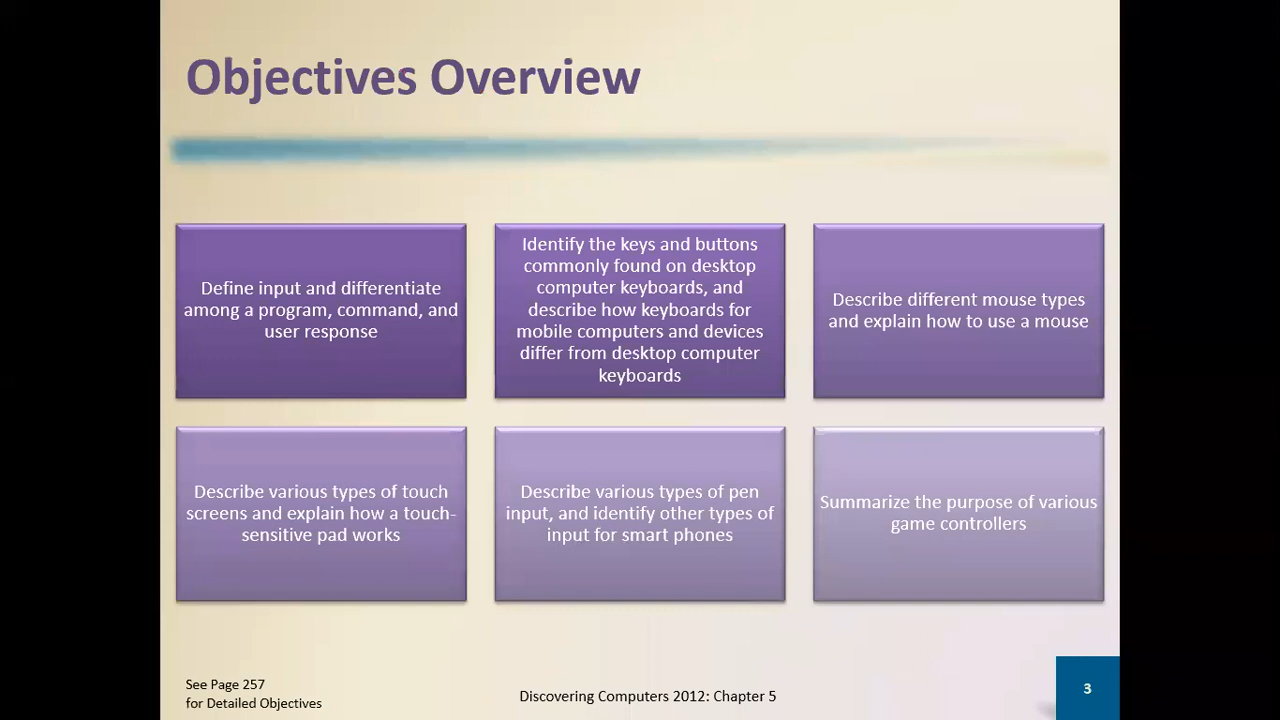 Objectives Overview
Define input and differentiate
among a program, command, and
user response
Identify the keys and buttons
commonly found on desktop
computer keyboards, and
describe how keyboards for
mobile computers and devices
differ from desktop computer
keyboards
Describe different mouse types
and explain how to use a mouse
Describe various types of touch
screens and explain how a touch-
sensitive pad works
Describe various types of pen
input, and identify other types of
input for smart phones
Summarize the purpose of various
game controllers
See Page 257
for Detailed Objectives
Discovering Computers 2012: Chapter 5
3